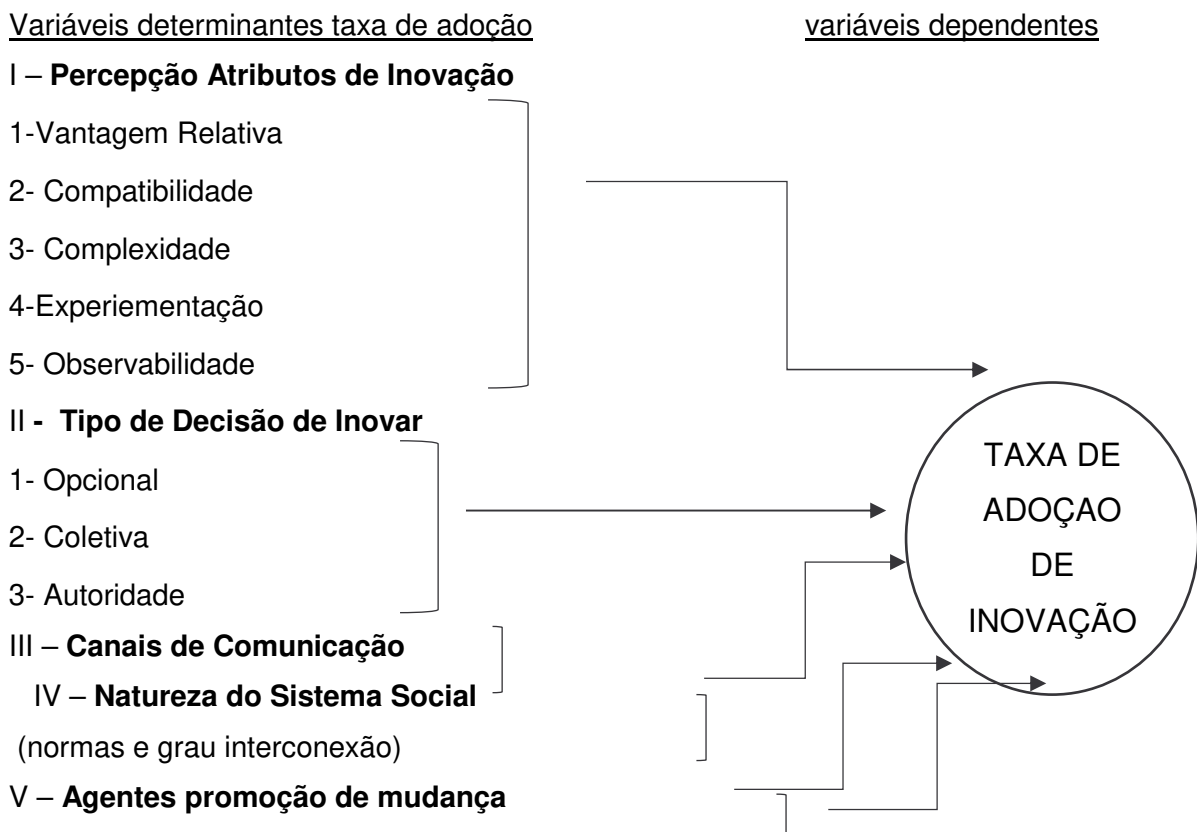 Variáveis determinantes taxa de adoção variáveis dependentes
I – Percepção Atributos de Inovação
1-Vantagem Relativa
2- Compatibilidade
3- Complexidade
4-Experiementação
5- Observabilidade
II - Tipo de Decisão de Inovar
1- Opcional
2- Coletiva
3- Autoridade
III – Canais de Comunicação
IV – Natureza do Sistema Social
(normas e grau interconexão)
V – Agentes promoção de mudança
TAXA DE
ADOÇAO
DE
INOVAÇÃO